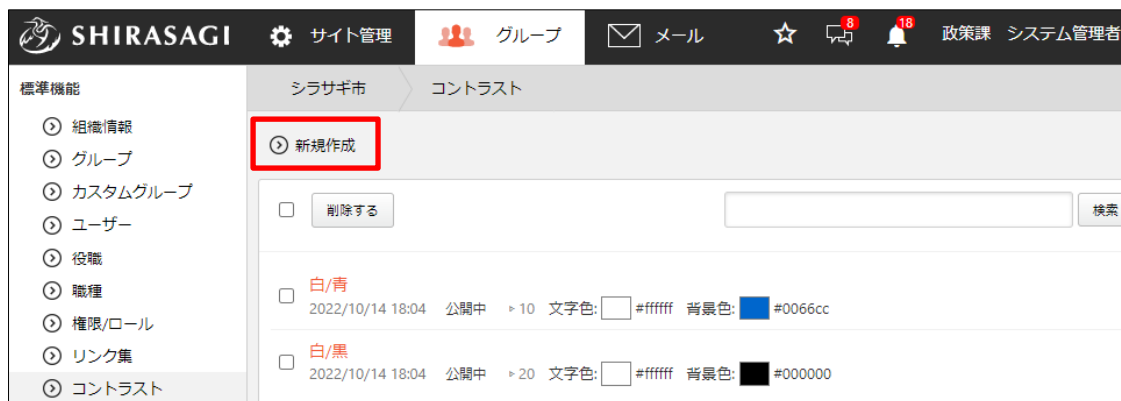 SHIRASAGI サイト管理 グループ メール 8 18 政策課 システム管理者
標準機能
組織情報
グループ
カスタムグループ
ユーザー
役職
職種
権限/ロール
リンク集
コントラスト
シラサギ市 コントラスト
新規作成
削除する 検索
白/青
2022/10/14 18:04 公開中 ▹10 文字色: #ffffff 背景色: #0066cc
白/黒
2022/10/14 18:04 公開中 ▹20 文字色: #ffffff 背景色: #000000